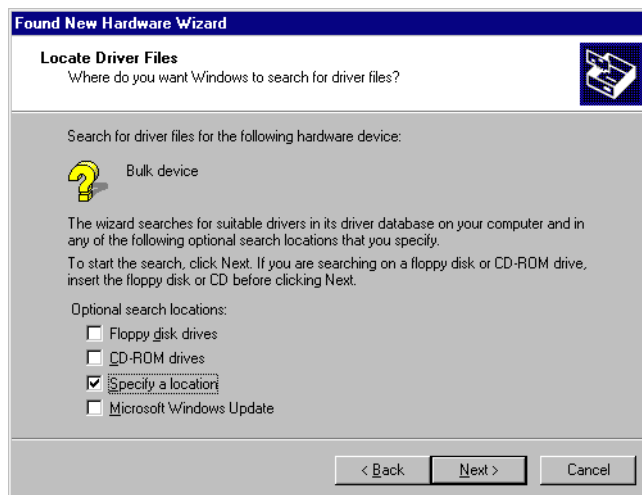 Found New Hardware Wizard
Locate Driver Files
Where do you want Windows to search for driver files?
Search for driver files for the following hardware device:
Bulk device
The wizard searches for suitable drivers in its driver database on your computer and in
any of the following optional search locations that you specify.
To start the search, click Next. If you are searching on a floppy disk or CD-ROM drive,
insert the floppy disk or CD before clicking Next.
Optional search locations:
Floppy disk drives
CD-ROM drives
Specify a location
Microsoft Windows Update
< Back Next > Cancel